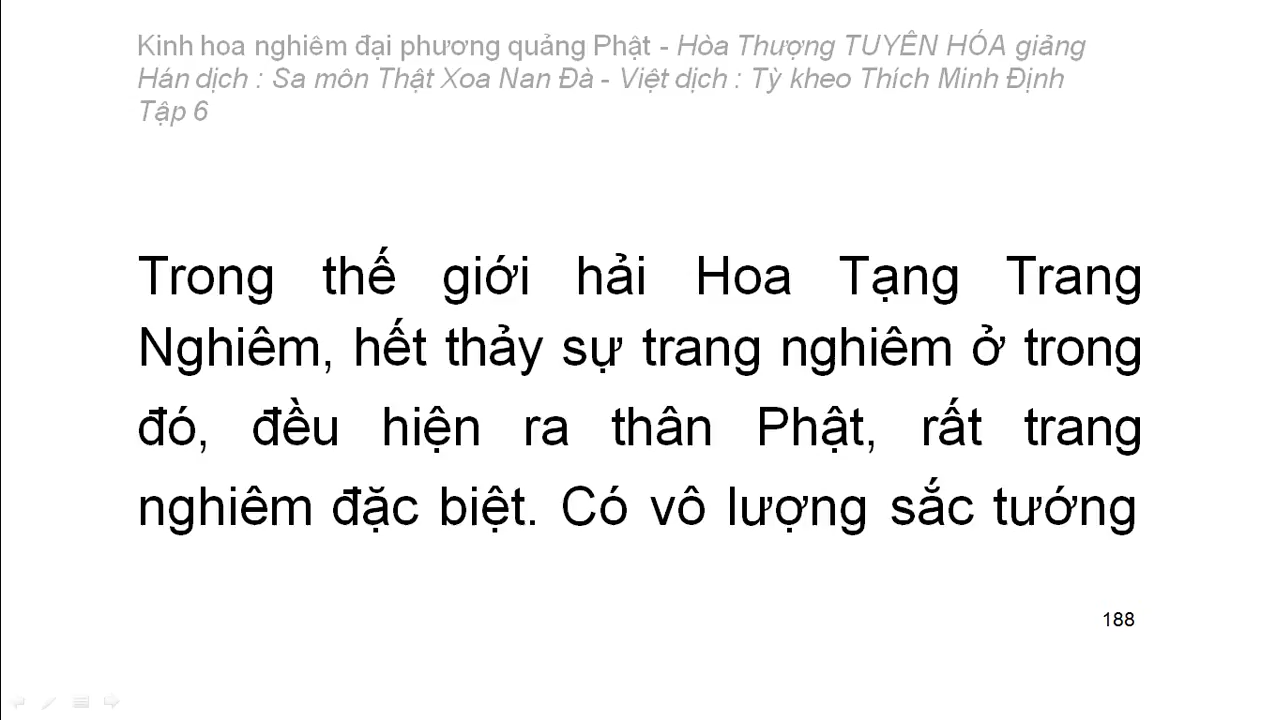 Kinh hoa nghiêm đại phương quảng Phật - Hòa Thượng TUYÊN HÓA giảng
Hán dịch : Sa môn Thật Xoa Nan Đà - Việt dịch : Tỳ kheo Thích Minh Định
Tập 6
Trong thế giới hải Hoa Tạng Trang
Nghiêm, hết thảy sự trang nghiêm ở trong
đó, đều hiện ra thân Phật, rất trang
nghiêm đặc biệt. Có vô lượng sắc tướng
188